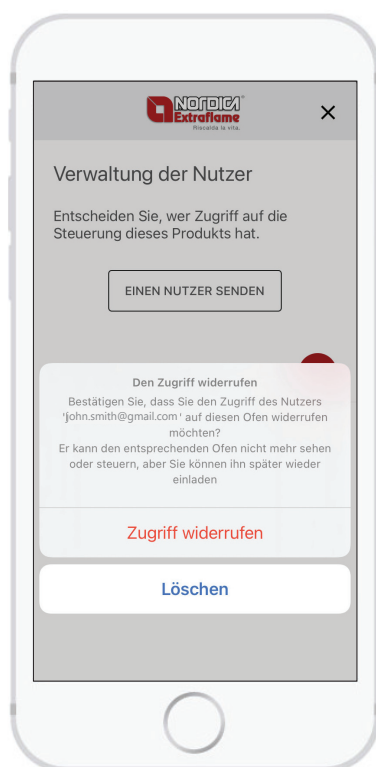 NORDICA®
Extraflame
Riscalda la vita.
×
Verwaltung der Nutzer
Entscheiden Sie, wer Zugriff auf die
Steuerung dieses Produkts hat.
EINEN NUTZER SENDEN
Den Zugriff widerrufen
Bestätigen Sie, dass Sie den Zugriff des Nutzers
'john.smith@gmail.com' auf diesen Ofen widerrufen
möchten?
Er kann den entsprechenden Ofen nicht mehr sehen
oder steuern, aber Sie können ihn später wieder
einladen
Zugriff widerrufen
Löschen